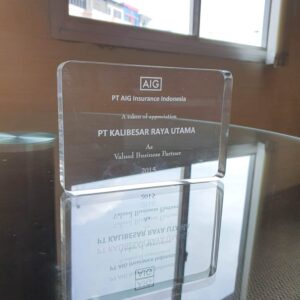 AIG
PT AIG Insurance Indonesia
A token of appreciation
PT KALIBESAR RAYA UTAMA
As
Valued Business Partner
2015